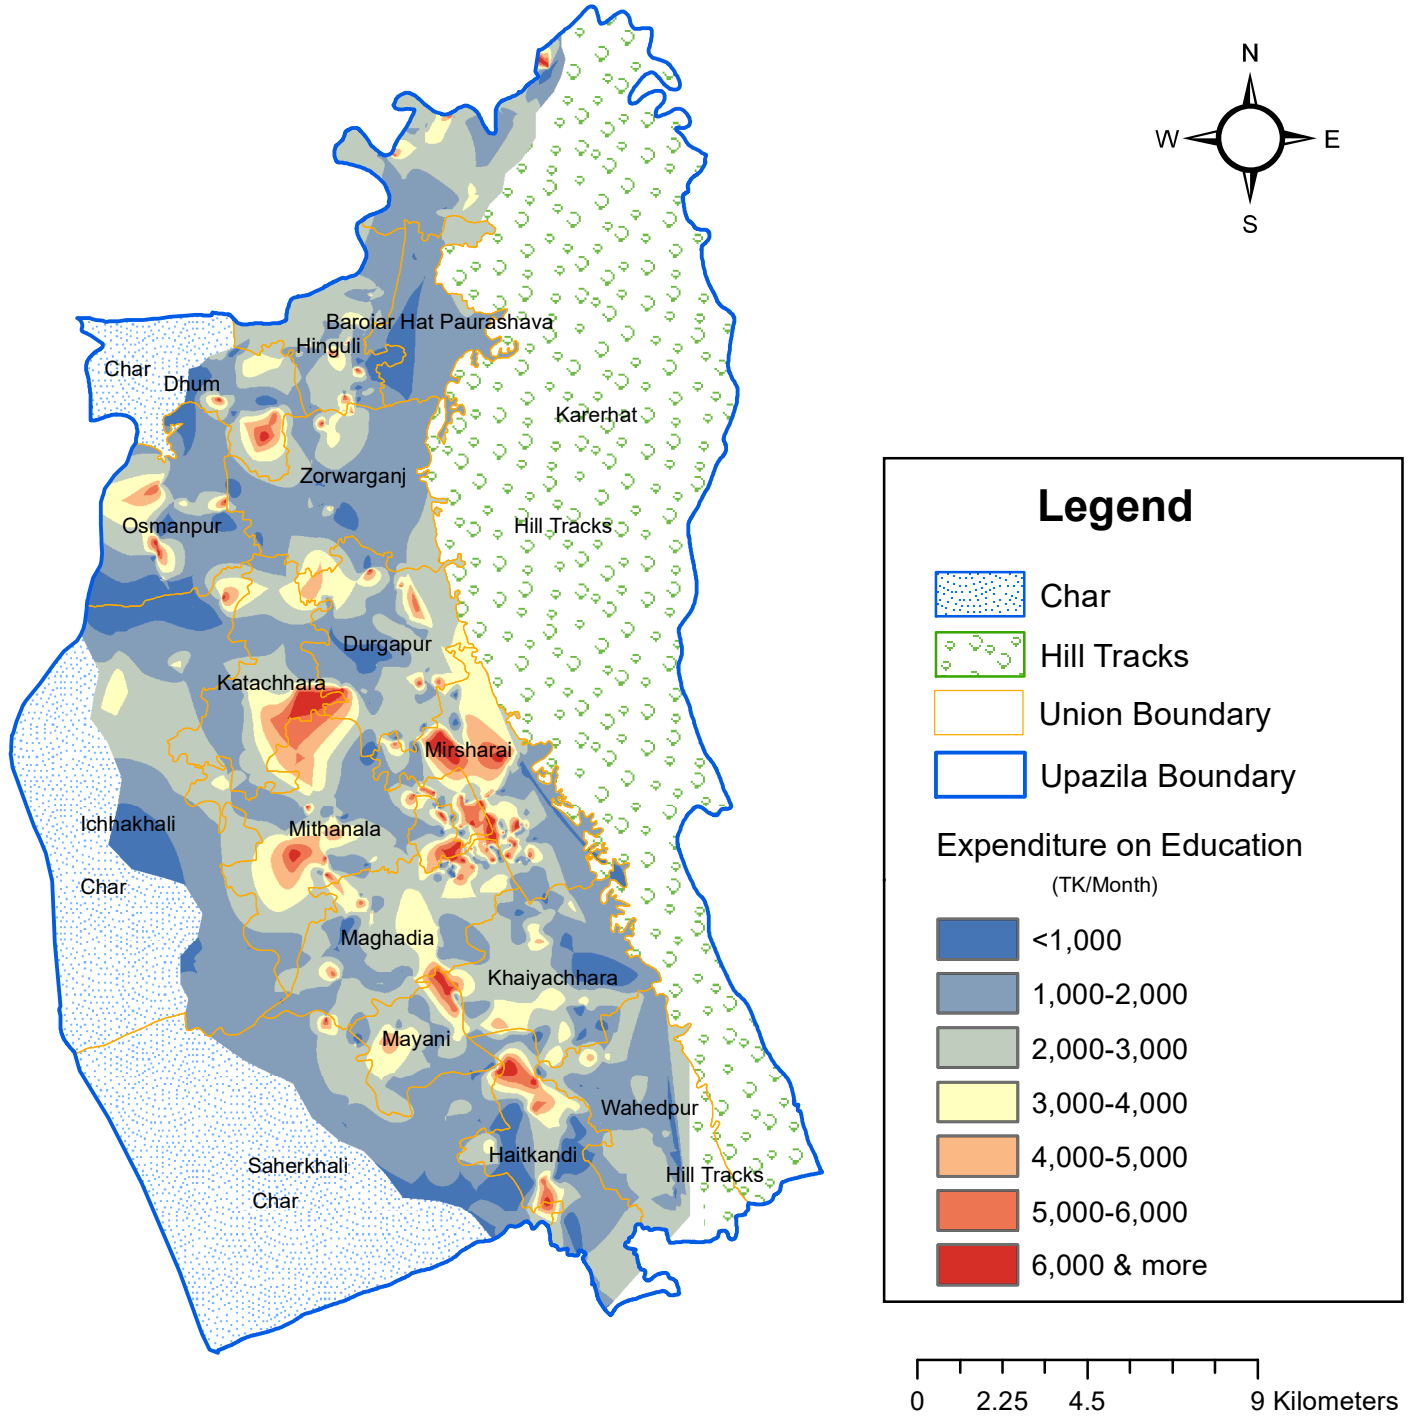 N
W E
S
Baroiar Hat Paurashava
Hinguli
Char
Dhum
Karerhat
Zorwarganj
Osmanpur
Hill Tracks
Durgapur
Katachhara
Mirsharai
Ichhakhali
Mithanala
Char
Maghadia
Khaiyachhara
Mayani
Wahedpur
Haitkandi
Saherkhali
Hill Tracks
Char
Legend
Char
Hill Tracks
Union Boundary
Upazila Boundary
Expenditure on Education
(TK/Month)
<1,000
1,000-2,000
2,000-3,000
3,000-4,000
4,000-5,000
5,000-6,000
6,000 & more
0 2.25 4.5 9 Kilometers